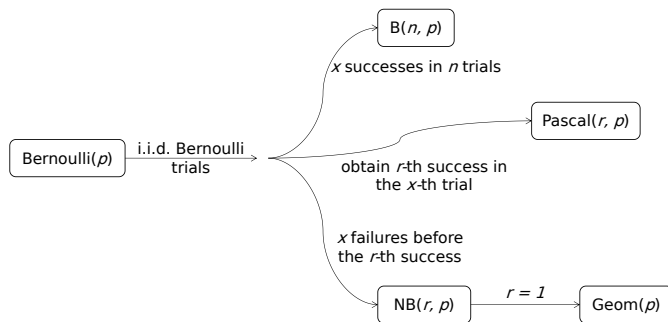 B(n, p)
x successes in n trials
Pascal(r, p)
Bernoulli(p)
i.i.d. Bernoulli
trials
obtain r-th success in
the x-th trial
x failures before
the r-th success
NB(r, p)
r = 1
Geom(p)